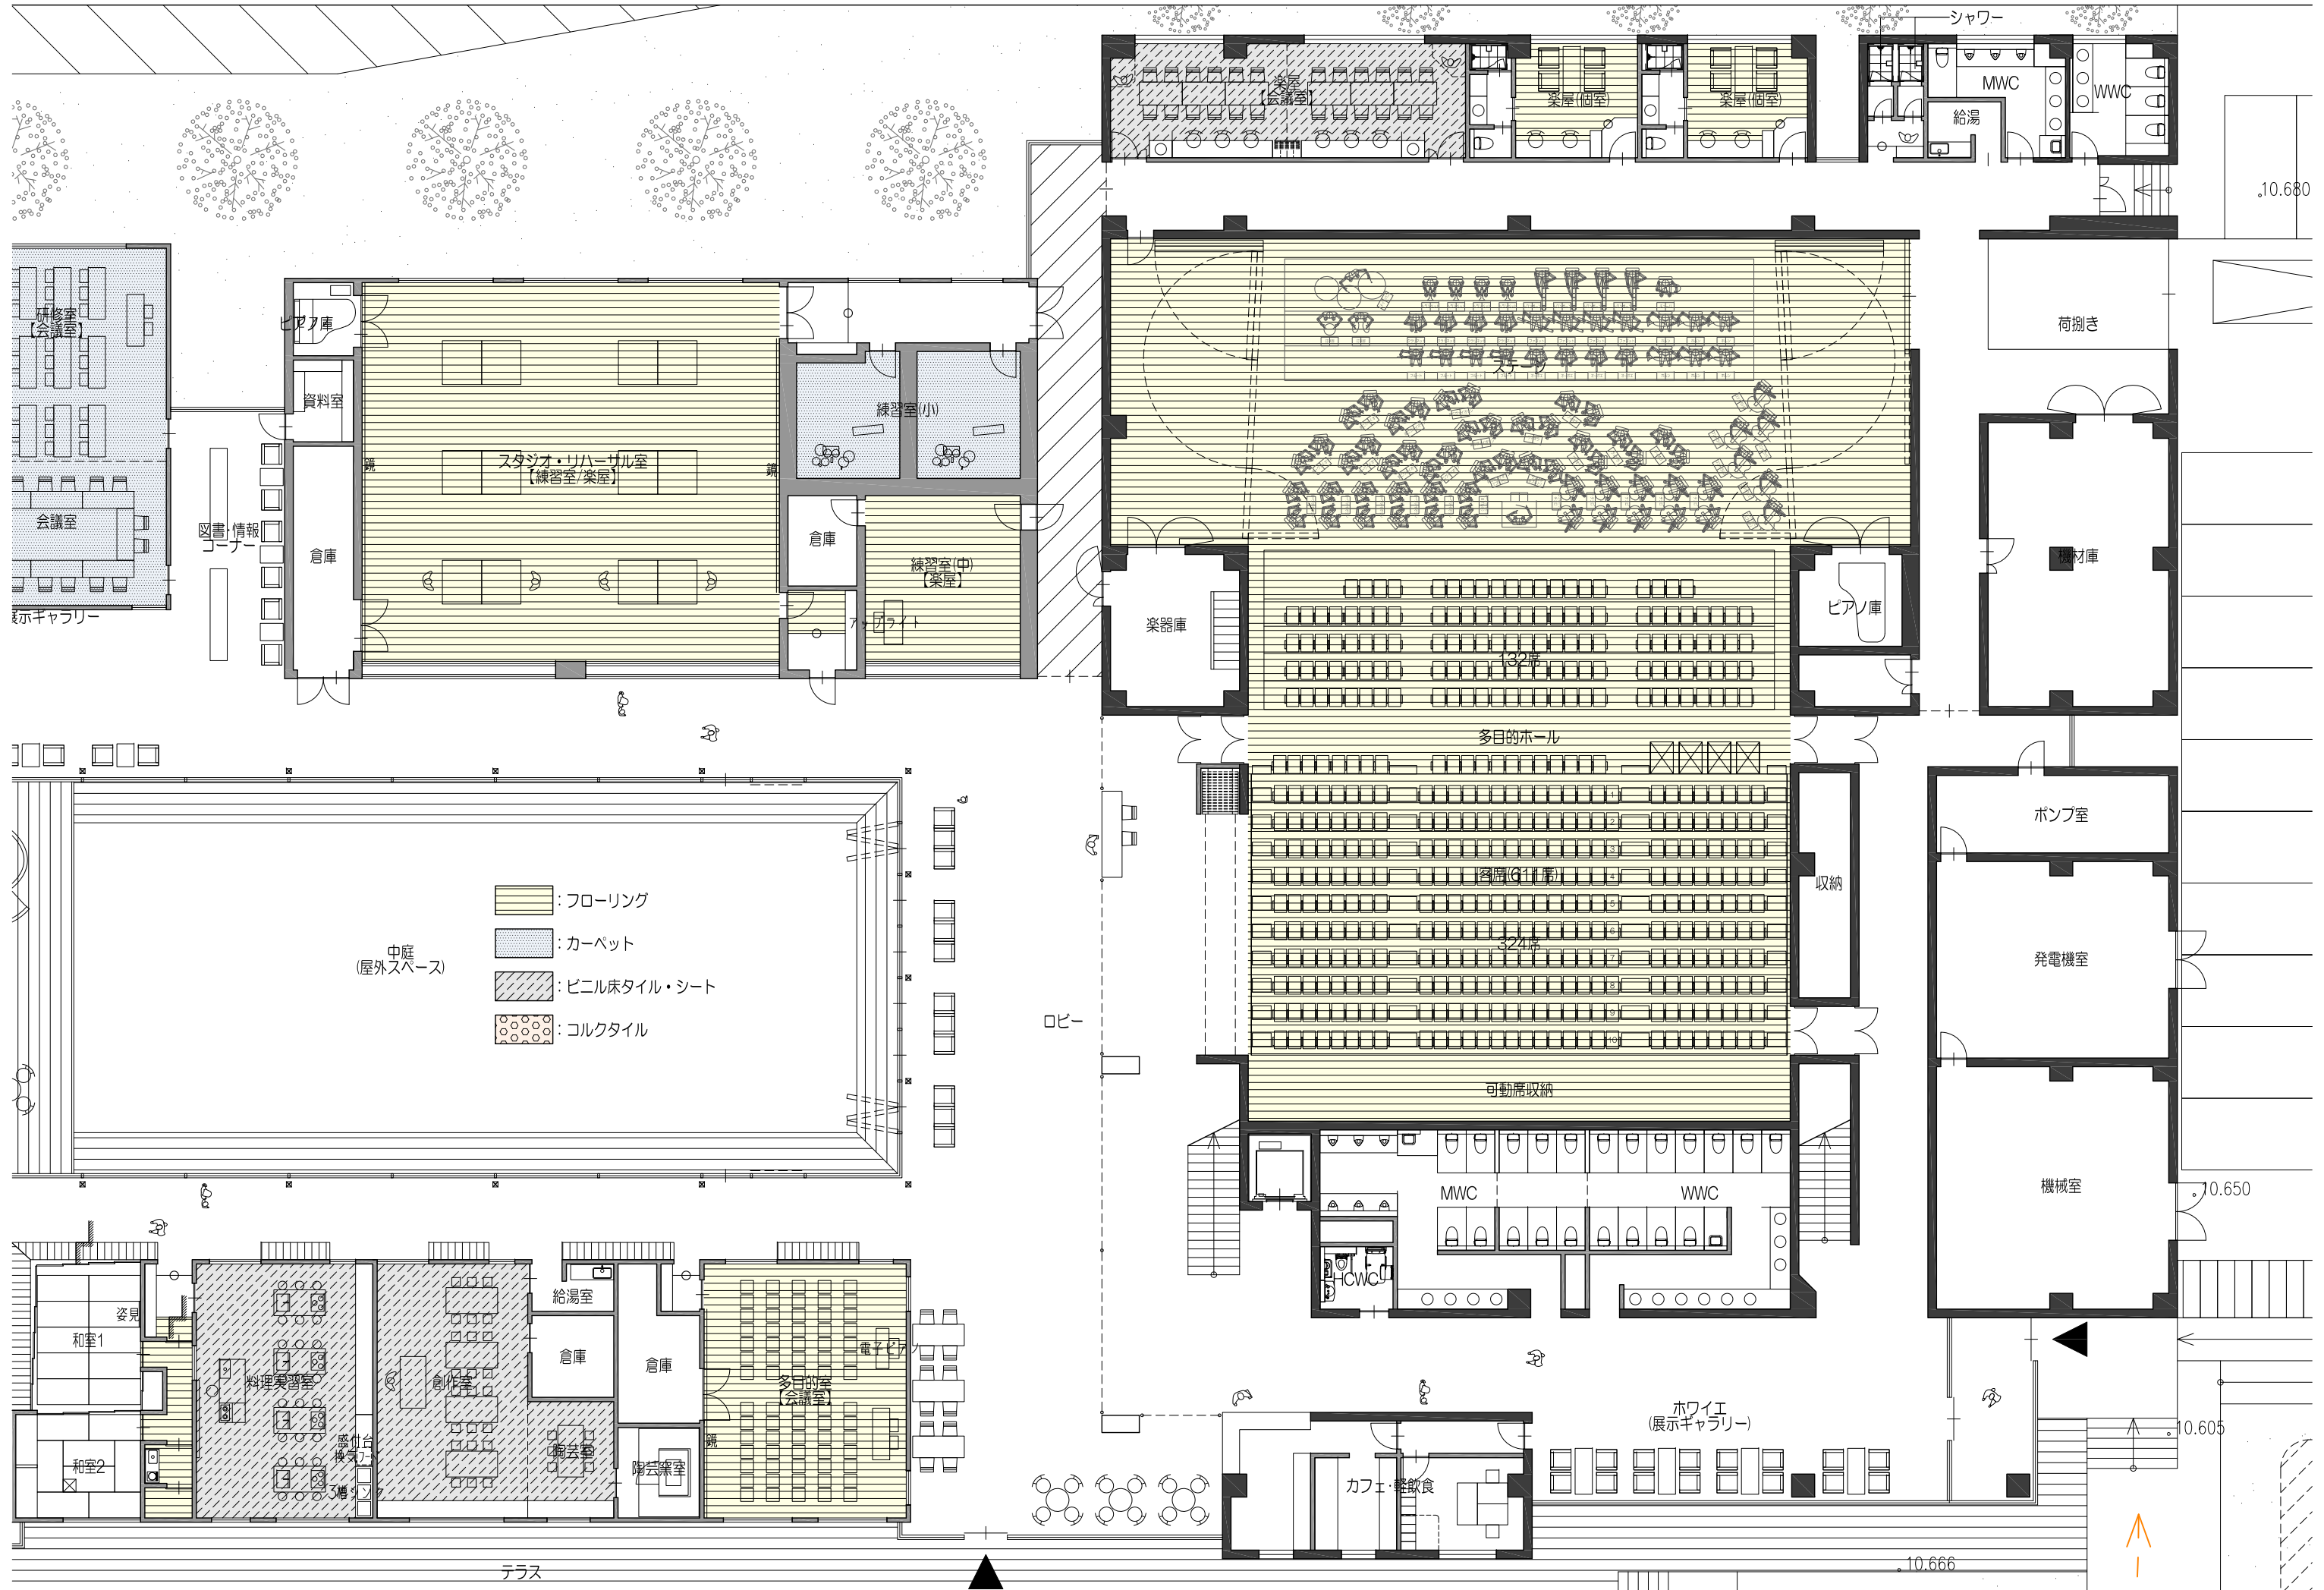 シャワー
楽屋
【会議室】
楽屋(個室)
楽屋(個室)
MWC
WWC
給湯
10.680
研修室
【会議室】
ピアノ庫
資料室
荷捌き
ステージ
練習室(小)
鏡
スタジオ・リハーサル室
【練習室/楽屋】
鏡
会議室
図書・情報
コーナー
倉庫
倉庫
練習室(中)
【楽屋】
機材庫
展示ギャラリー
アップライト
楽器庫
ピアノ庫
132席
多目的ホール
1
2
3
4
5
6
7
8
9
10
ポンプ室
客席(611席)
収納
:フローリング
:カーペット
:ビニル床タイル・シート
:コルクタイル
中庭
(屋外スペース)
324席
発電機室
ロビー
可動席収納
MWC
WWC
機械室
10.650
HCWC
姿見
和室1
給湯室
倉庫
倉庫
電子ピアノ
料理実習室
創作室
多目的室
【会議室】
鏡
ホワイエ
(展示ギャラリー)
10.605
盛付台
陶芸室
和室2
陶芸窯室
カフェ・軽飲食
テラス
10.666